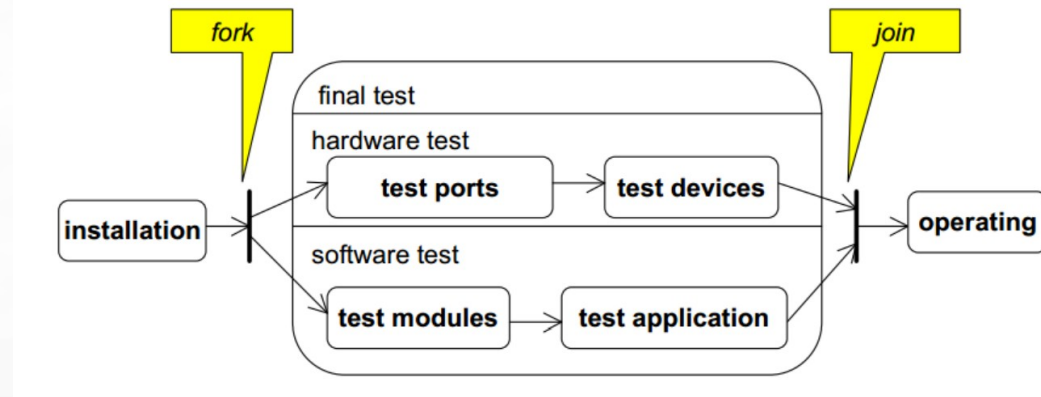 fork
join
final test
hardware test
test ports
test devices
installation
operating
software test
test modules
test application